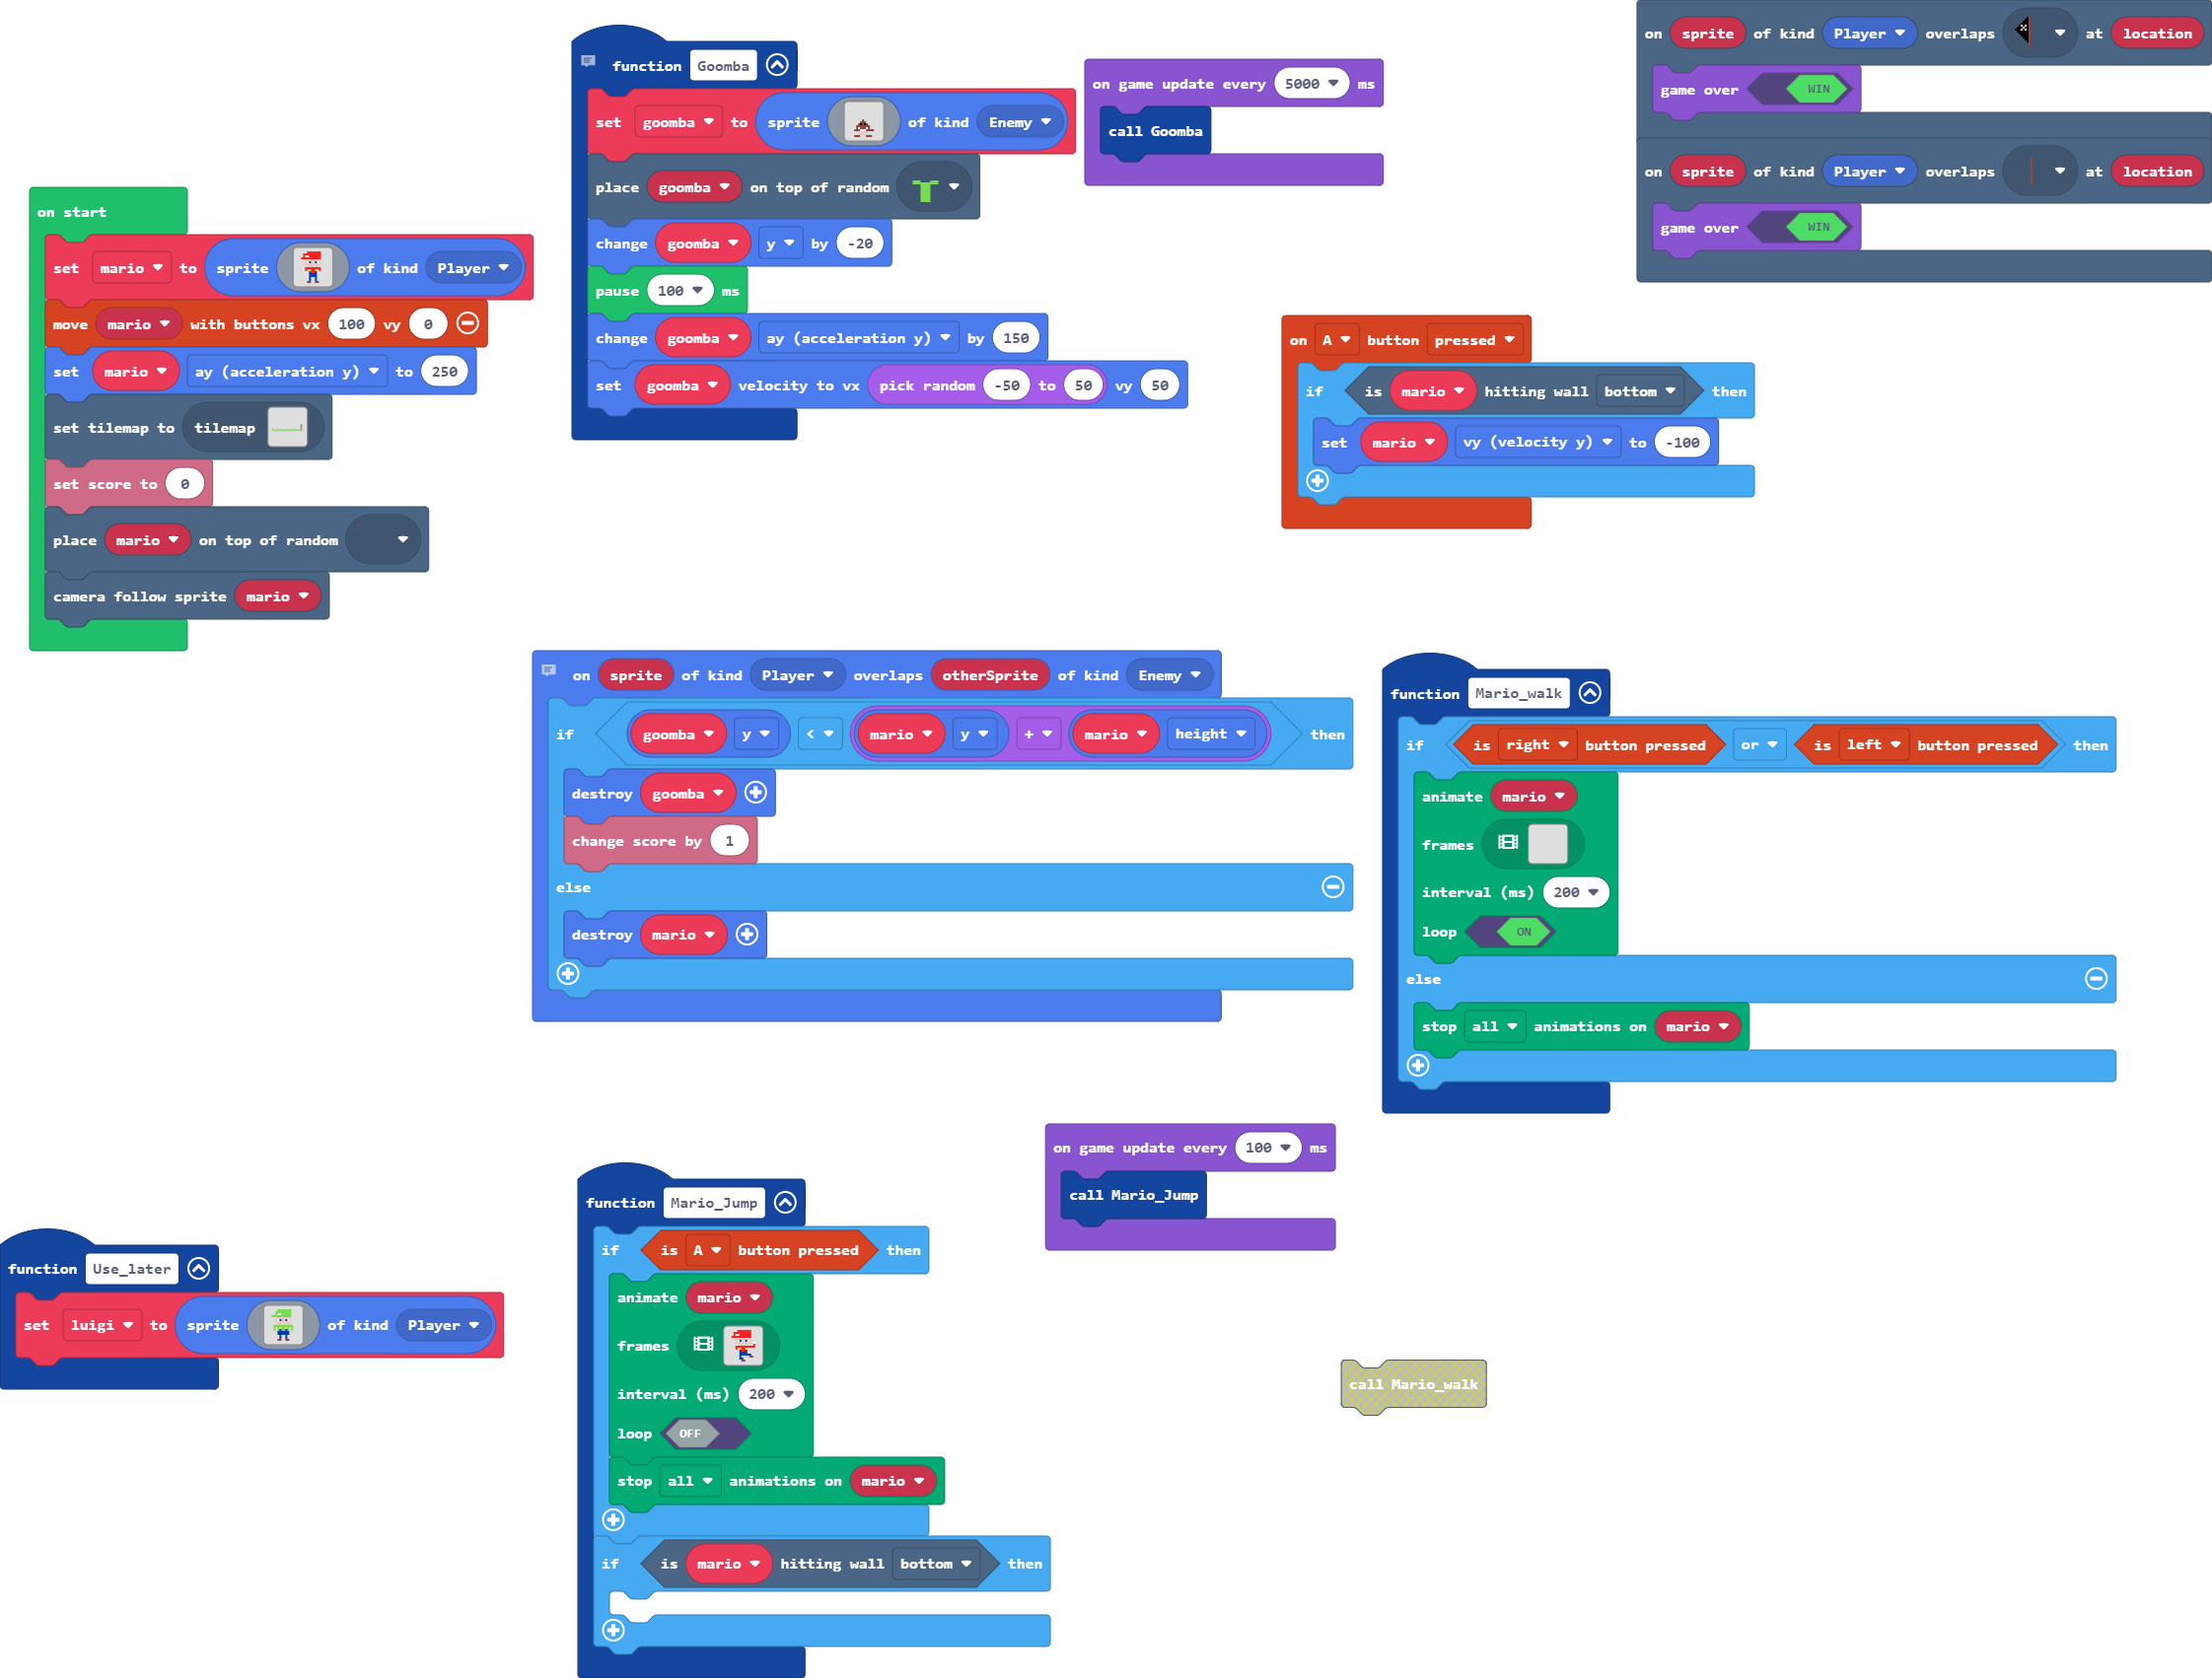 on start
set mario to sprite of kind Player
move mario with buttons vx 100 vy 0
set mario ay (acceleration y) to 250
set tilemap to tilemap
set score to 0
place mario on top of random
camera follow sprite mario
function Goomba
set goomba to sprite of kind Enemy
place goomba on top of random
change goomba y by -20
pause 100 ms
change goomba ay (acceleration y) by 150
set goomba velocity to vx pick random -50 to 50 vy 50
on game update every 5000 ms
call Goomba
on sprite of kind Player overlaps at location
game over WIN
on sprite of kind Player overlaps at location
game over WIN
on A button pressed
if is mario hitting wall bottom then
set mario vy (velocity y) to -100
on sprite of kind Player overlaps otherSprite of kind Enemy
if goomba y < mario y + mario height then
destroy goomba
change score by 1
else
destroy mario
function Mario_walk
if is right button pressed or is left button pressed then
animate mario
frames
interval (ms) 200
loop ON
else
stop all animations on mario
function Use_later
set luigi to sprite of kind Player
function Mario_Jump
if is A button pressed then
animate mario
frames
interval (ms) 200
loop OFF
stop all animations on mario
if is mario hitting wall bottom then
on game update every 100 ms
call Mario_Jump
call Mario_walk